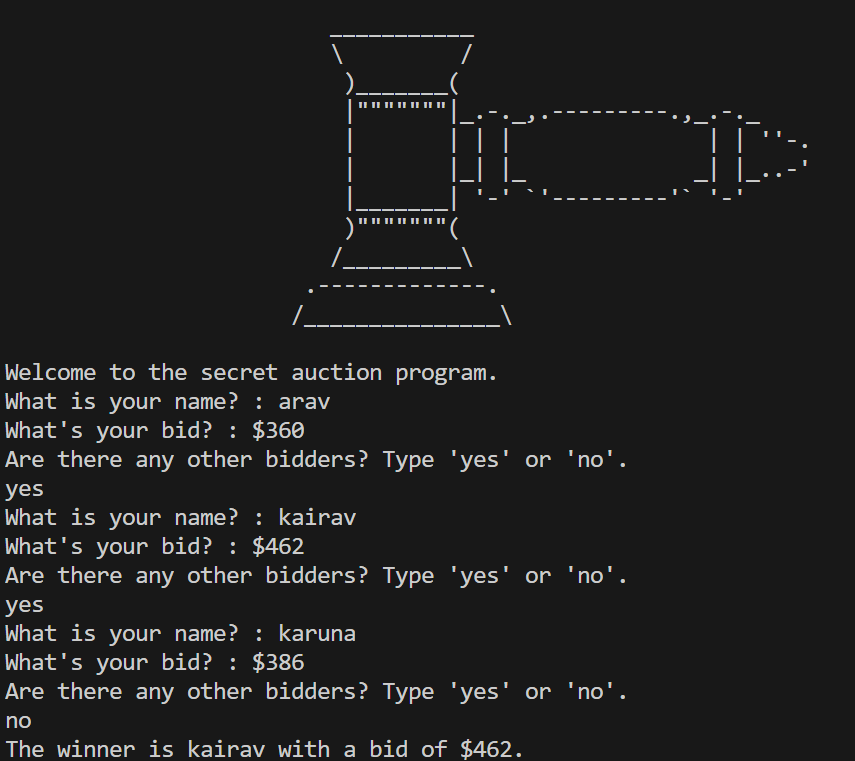 Welcome to the secret auction program.
What is your name? : arav
What's your bid? : $360
Are there any other bidders? Type 'yes' or 'no'.
yes
What is your name? : kairav
What's your bid? : $462
Are there any other bidders? Type 'yes' or 'no'.
yes
What is your name? : karuna
What's your bid? : $386
Are there any other bidders? Type 'yes' or 'no'.
no
The winner is kairav with a bid of $462.